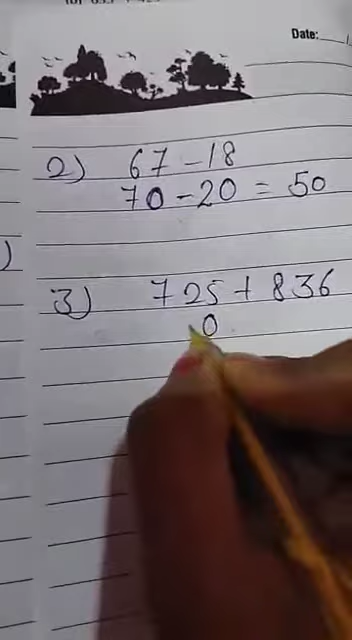 Date:
2) 67 - 18
70 - 20 = 50
3) 725 + 836
0